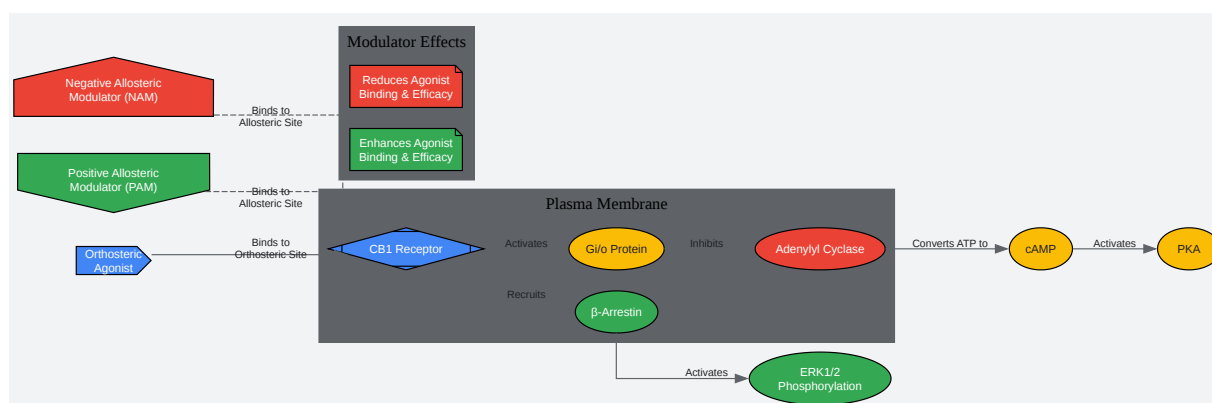 Modulator Effects
Negative Allosteric
Modulator (NAM)
Reduces Agonist
Binding & Efficacy
Binds to
Allosteric Site
Enhances Agonist
Binding & Efficacy
Positive Allosteric
Modulator (PAM)
Binds to
Allosteric Site
Plasma Membrane
Orthosteric
Agonist
Binds to
Orthosteric Site
CB1 Receptor
Activates
Gi/o Protein
Inhibits
Adenylyl Cyclase
Converts ATP to
cAMP
Activates
PKA
Recruits
β-Arrestin
Activates
ERK1/2
Phosphorylation